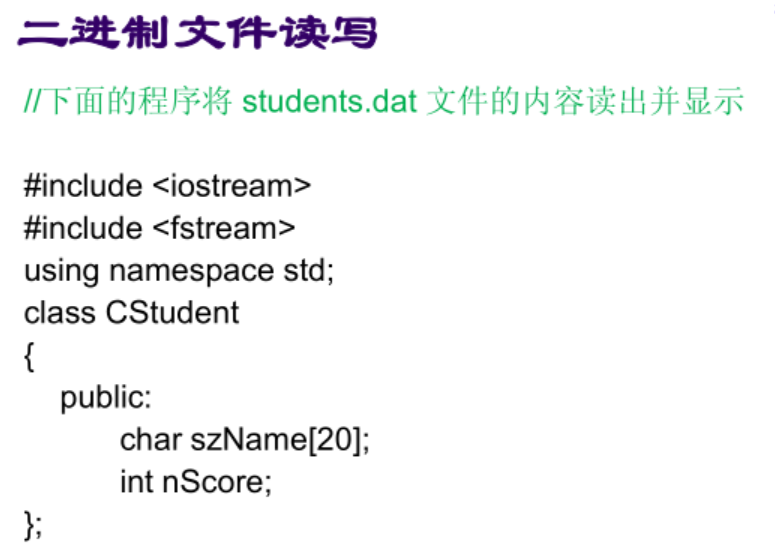 二进制文件读写
//下面的程序将 students.dat 文件的内容读出并显示
#include <iostream>
#include <fstream>
using namespace std;
class CStudent
{
public:
char szName[20];
int nScore;
};